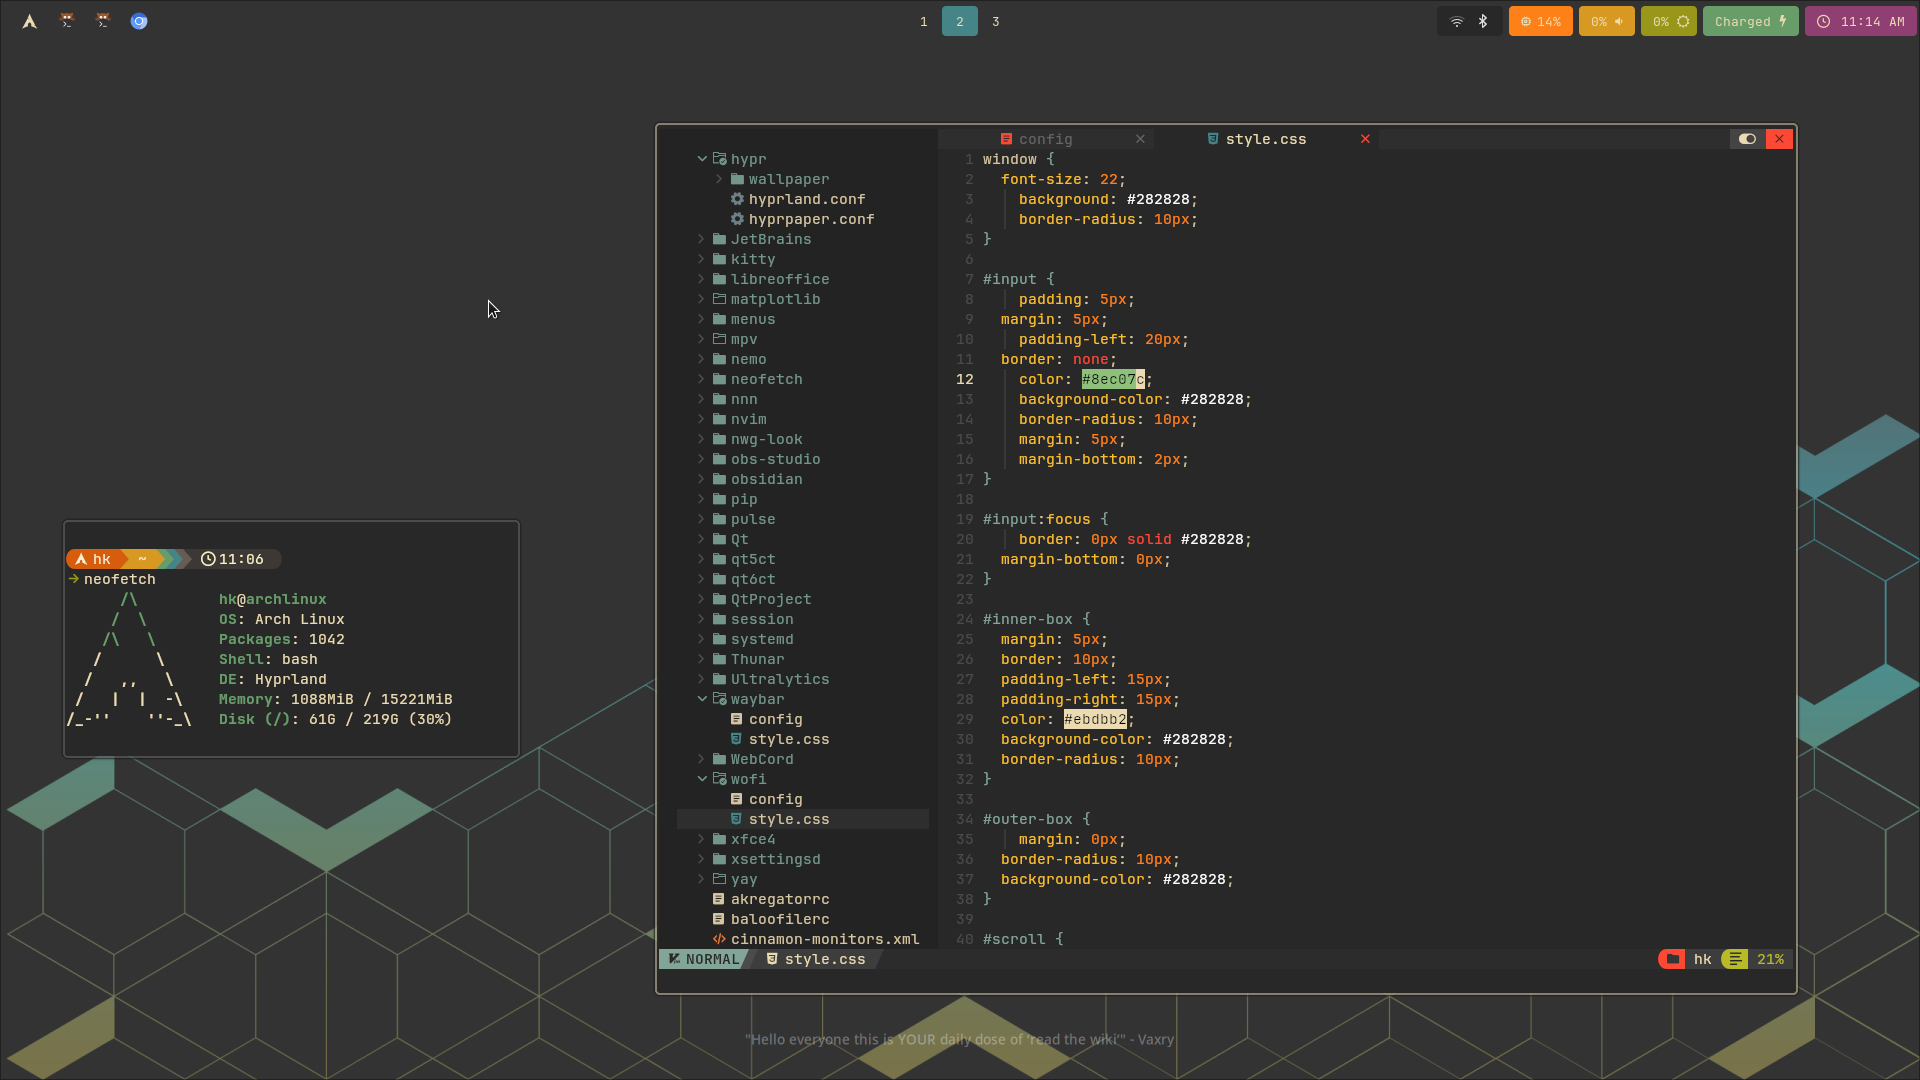 1 2 3
14% 0% 0% Charged 11:14 AM
config
style.css
hypr
wallpaper
hyprland.conf
hyprpaper.conf
JetBrains
kitty
libreoffice
matplotlib
menus
mpv
nemo
neofetch
nnn
nvim
nwg-look
obs-studio
obsidian
pip
pulse
Qt
qt5ct
qt6ct
QtProject
session
systemd
Thunar
Ultralytics
waybar
config
style.css
WebCord
wofi
config
style.css
xfce4
xsettingsd
yay
akregatorrc
baloofilerc
cinnamon-monitors.xml
1 window {
2 font-size: 22;
3 background: #282828;
4 border-radius: 10px;
5 }
6
7 #input {
8 padding: 5px;
9 margin: 5px;
10 padding-left: 20px;
11 border: none;
12 color: #8ec07c;
13 background-color: #282828;
14 border-radius: 10px;
15 margin: 5px;
16 margin-bottom: 2px;
17 }
18
19 #input:focus {
20 border: 0px solid #282828;
21 margin-bottom: 0px;
22 }
23
24 #inner-box {
25 margin: 5px;
26 border: 10px;
27 padding-left: 15px;
28 padding-right: 15px;
29 color: #ebdbb2;
30 background-color: #282828;
31 border-radius: 10px;
32 }
33
34 #outer-box {
35 margin: 0px;
36 border-radius: 10px;
37 background-color: #282828;
38 }
39
40 #scroll {
NORMAL style.css hk 21%
hk ~ 11:06
→ neofetch
/\
/ \
/\ \
/ \
/ ,, \
/ | | -\
/_-'' ''-_\
hk@archlinux
OS: Arch Linux
Packages: 1042
Shell: bash
DE: Hyprland
Memory: 1088MiB / 15221MiB
Disk (/): 61G / 219G (30%)
"Hello everyone this is YOUR daily dose of 'read the wiki'" - Vaxry